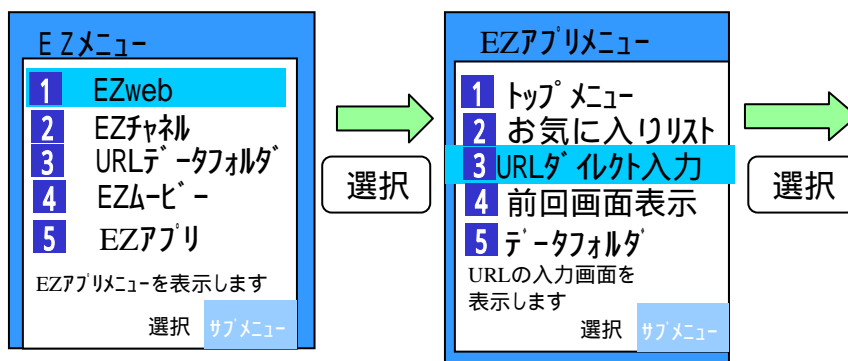 ＥＺﾒﾆｭｰ
1 EZweb
2 EZﾁｬﾈﾙ
3 URLﾃﾞｰﾀﾌｫﾙﾀﾞ
4 EZﾑｰﾋﾞｰ
5 EZｱﾌﾟﾘ
EZｱﾌﾟﾘﾒﾆｭｰを表示します
選択 ｻﾌﾞﾒﾆｭｰ
選択
EZｱﾌﾟﾘﾒﾆｭｰ
1 ﾄｯﾌﾟﾒﾆｭｰ
2 お気に入りﾘｽﾄ
3 URLﾀﾞｲﾚｸﾄ入力
4 前回画面表示
5 ﾃﾞｰﾀﾌｫﾙﾀﾞ
URLの入力画面を
表示します
選択 ｻﾌﾞﾒﾆｭｰ
選択